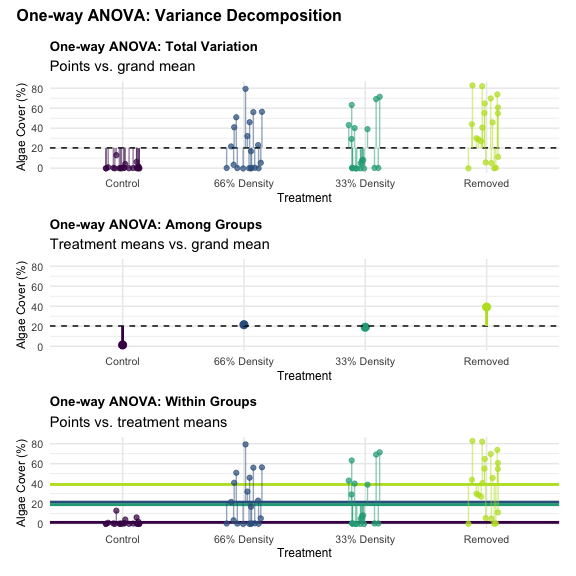 One-way ANOVA: Variance Decomposition
One-way ANOVA: Total Variation
Points vs. grand mean
Algae Cover (%)
80
60
40
20
0
Control
66% Density
33% Density
Removed
Treatment
One-way ANOVA: Among Groups
Treatment means vs. grand mean
Algae Cover (%)
80
60
40
20
0
Control
66% Density
33% Density
Removed
Treatment
One-way ANOVA: Within Groups
Points vs. treatment means
Algae Cover (%)
80
60
40
20
0
Control
66% Density
33% Density
Removed
Treatment